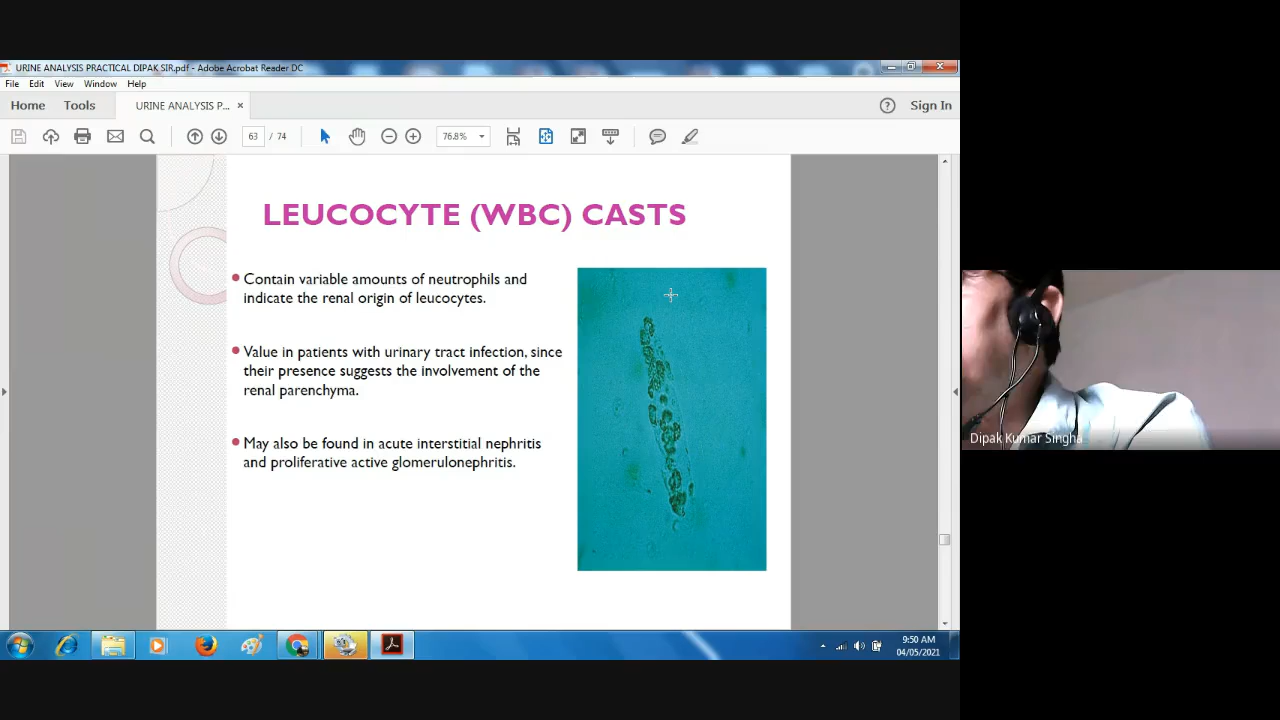 URINE ANALYSIS PRACTICAL DIPAK SIR.pdf - Adobe Acrobat Reader DC
File Edit View Window Help
Home Tools URINE ANALYSIS P... × Sign In
63 / 74 76.8%
LEUCOCYTE (WBC) CASTS
Contain variable amounts of neutrophils and
indicate the renal origin of leucocytes.
Value in patients with urinary tract infection, since
their presence suggests the involvement of the
renal parenchyma.
May also be found in acute interstitial nephritis
and proliferative active glomerulonephritis.
Dipak Kumar Singha
9:50 AM
04/05/2021